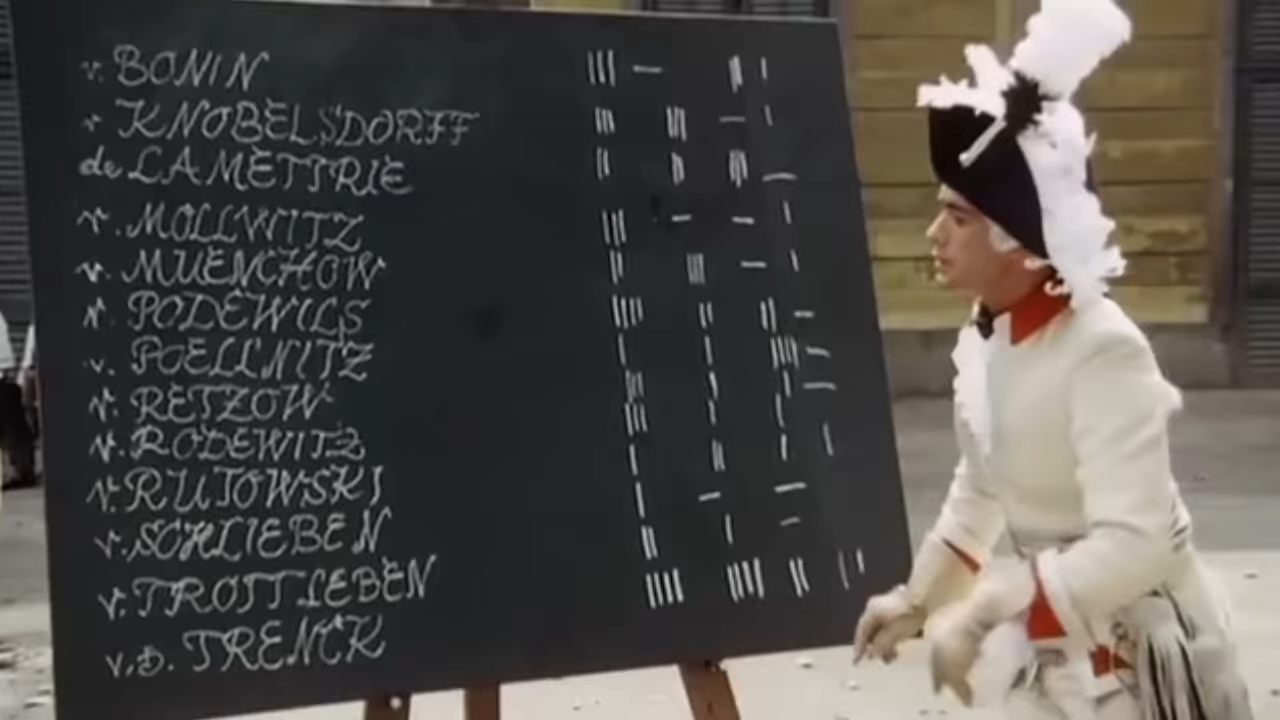 v. BONIN
v. KNOBELSDORFF
de LAMETTRIE
v. MOLLWITZ
v. MUENCHOW
v. PODEWILS
v. POELLNITZ
v. RETZOW
v. RODEWITZ
v. RUTOWSKI
v. SCHLIEBEN
v. TROTTLEBEN
v.D. TRENCK